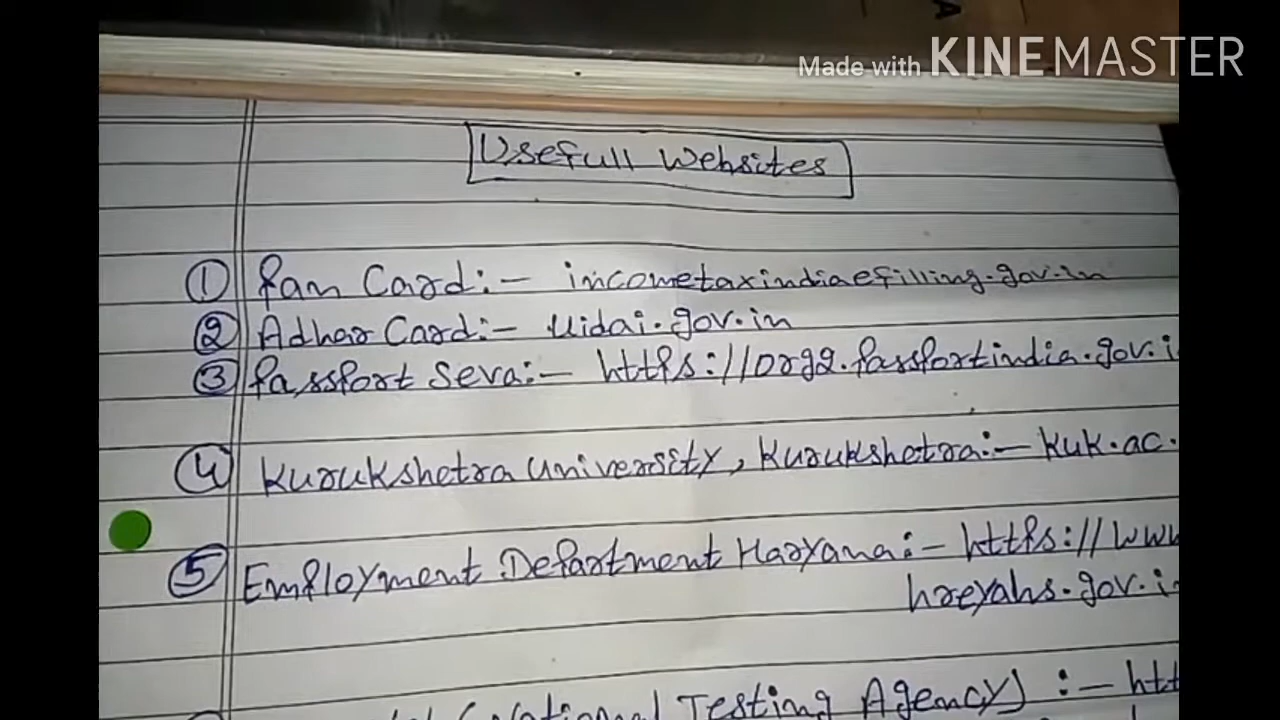 Made with KINEMASTER
Usefull Websites
① Pan Card:- incometaxindiaefilling.gov.in
② Adhar Card:- uidai.gov.in
③ Passport Seva:- https://org2.passportindia.gov.i
④ Kurukshetra University, Kurukshetra:- kuk.ac.
⑤ Employment Department Haryana:- https://www
hreyahs.gov.i
Testing Agency) :- htt